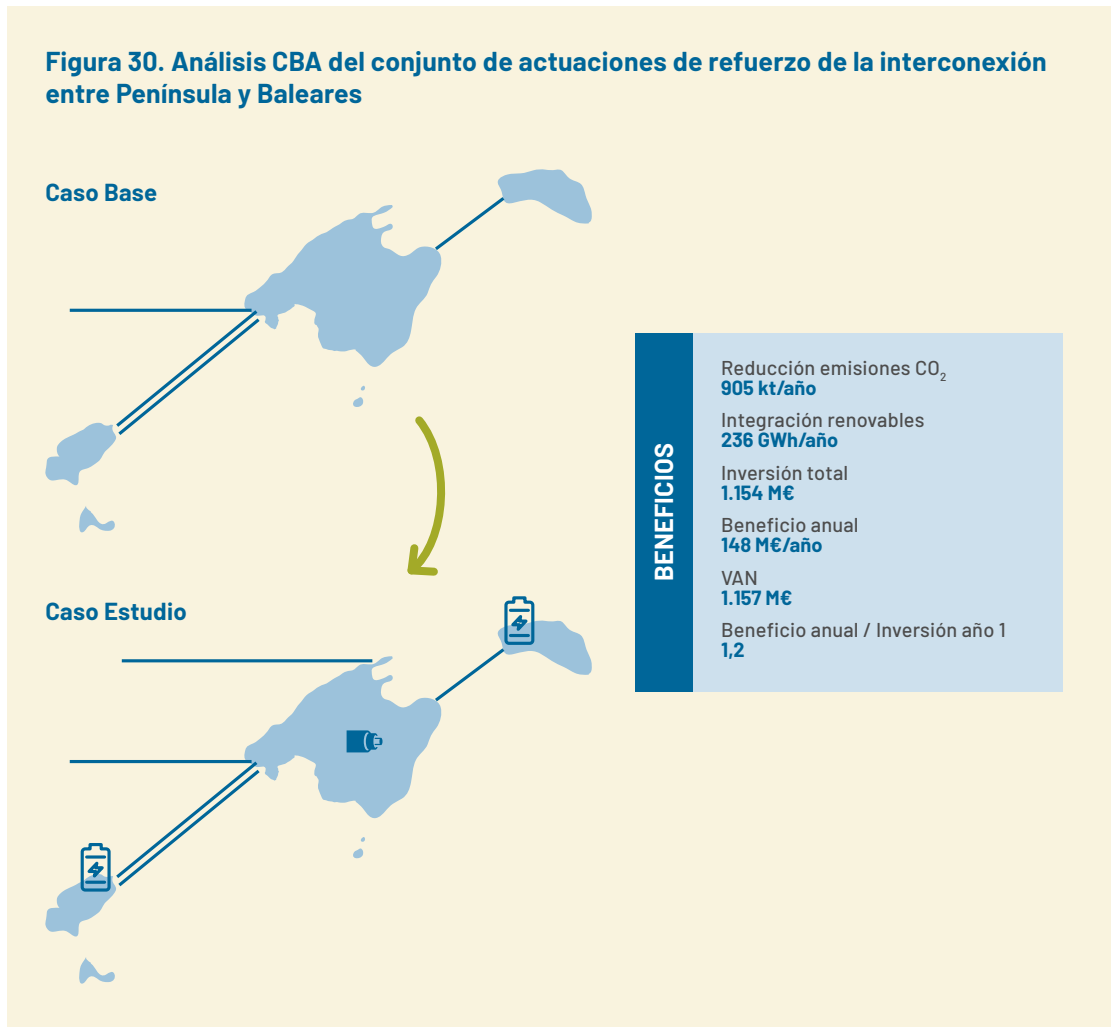 Figura 30. Análisis CBA del conjunto de actuaciones de refuerzo de la interconexión
entre Península y Baleares
Caso Base
Caso Estudio
BENEFICIOS
Reducción emisiones CO₂
905 kt/año
Integración renovables
236 GWh/año
Inversión total
1.154 M€
Beneficio anual
148 M€/año
VAN
1.157 M€
Beneficio anual / Inversión año 1
1,2